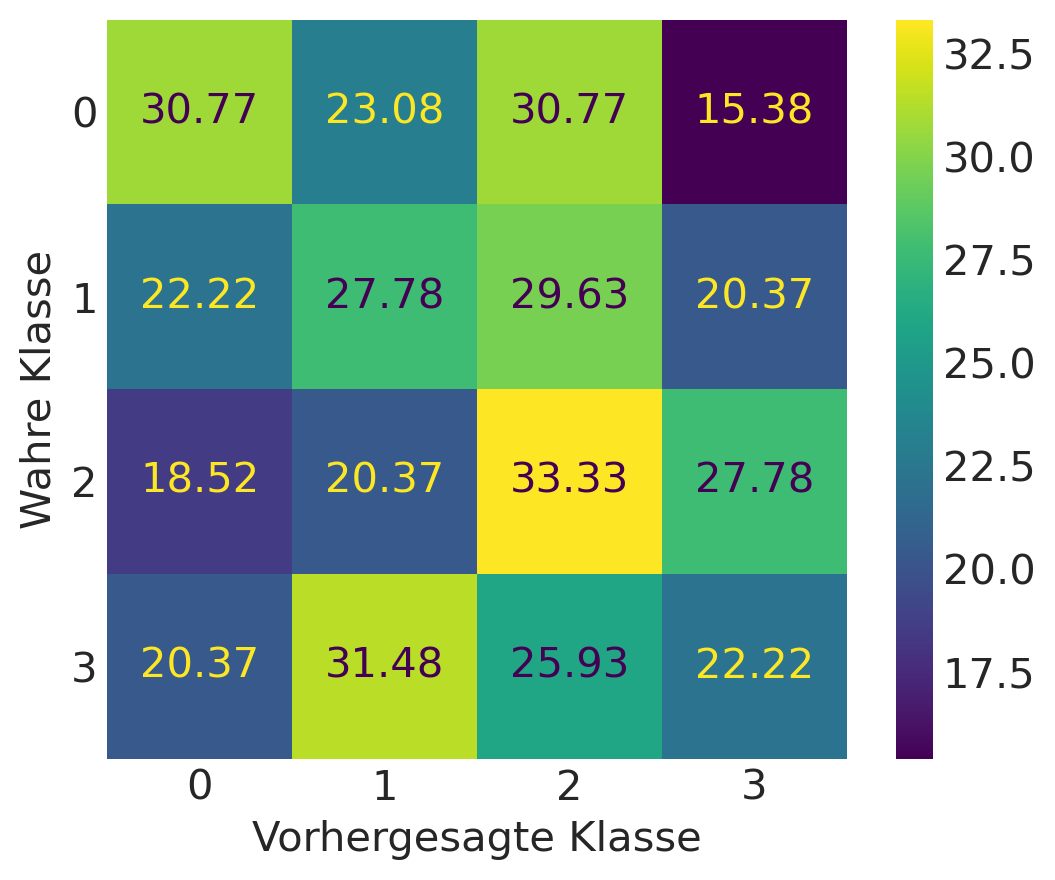 0 30.77 23.08 30.77 15.38
1 22.22 27.78 29.63 20.37
2 18.52 20.37 33.33 27.78
3 20.37 31.48 25.93 22.22
0 1 2 3
Vorhergesagte Klasse
Wahre Klasse
32.5
30.0
27.5
25.0
22.5
20.0
17.5